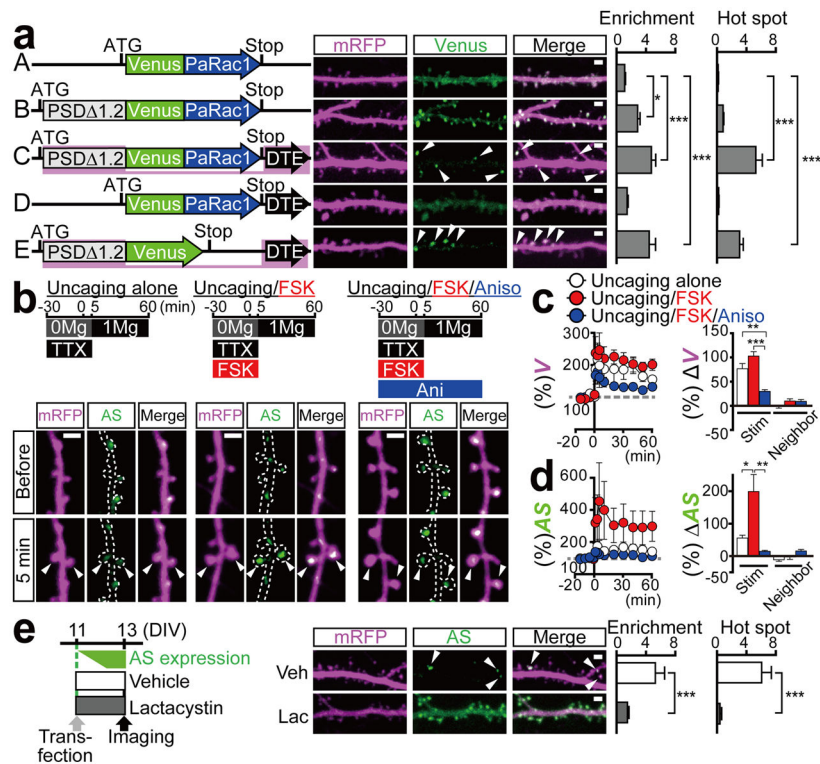 a
ATG Stop
A Venus PaRac1
ATG Stop
B PSDΔ1.2 Venus PaRac1
ATG Stop
C PSDΔ1.2 Venus PaRac1 DTE
ATG Stop
D Venus PaRac1 DTE
ATG Stop
E PSDΔ1.2 Venus DTE
mRFP Venus Merge
Enrichment Hot spot
0 4 8 0 4 8
*
***
***
***
***
b
Uncaging alone Uncaging/FSK Uncaging/FSK/Aniso
-30 0 5 60 (min) -30 0 5 60 -30 0 5 60
0Mg 1Mg 0Mg 1Mg 0Mg 1Mg
TTX TTX TTX
FSK FSK
Ani
mRFP AS Merge mRFP AS Merge mRFP AS Merge
Before
5 min
c
Uncaging alone
Uncaging/FSK
Uncaging/FSK/Aniso
(%) V
300
200
100
-20 0 30 60
(min)
(%) ΔV
150
100
50
0
-50
**
***
Stim Neighbor
d
(%) AS
600
400
200
100
-20 0 30 60
(min)
(%) ΔAS
250
200
150
100
50
0
-50
* **
Stim Neighbor
e
11 13 (DIV)
AS expression
Vehicle
Lactacystin
Trans-
fection
Imaging
mRFP AS Merge
Veh
Lac
Enrichment Hot spot
0 4 8 0 4 8
*** ***